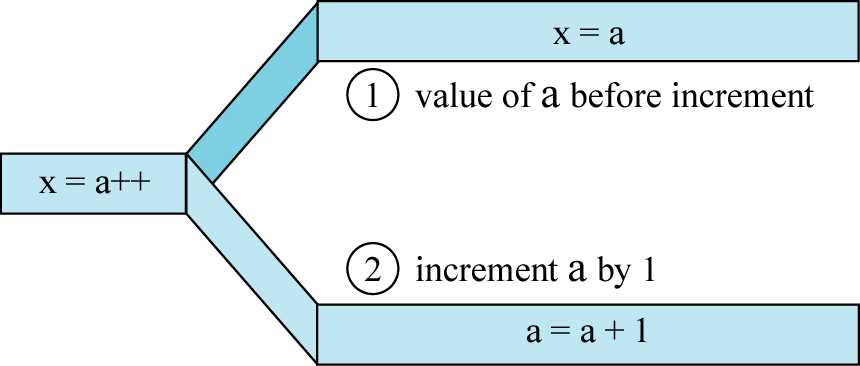 x = a
1 value of a before increment
x = a++
2 increment a by 1
a = a + 1